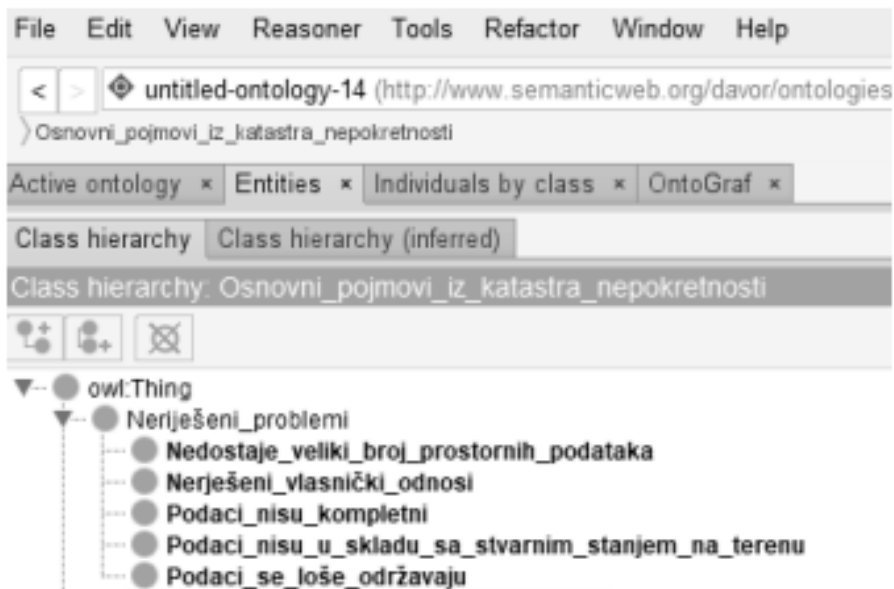 File Edit View Reasoner Tools Refactor Window Help
< > untitled-ontology-14 (http://www.semanticweb.org/davor/ontologies
Osnovni_pojmovi_iz_katastra_nepokretnosti
Active ontology × Entities × Individuals by class × OntoGraf ×
Class hierarchy Class hierarchy (inferred)
Class hierarchy: Osnovni_pojmovi_iz_katastra_nepokretnosti
owl:Thing
Neriješeni_problemi
Nedostaje_veliki_broj_prostornih_podataka
Nerješeni_vlasnički_odnosi
Podaci_nisu_kompletni
Podaci_nisu_u_skladu_sa_stvarnim_stanjem_na_terenu
Podaci_se_loše_održavaju